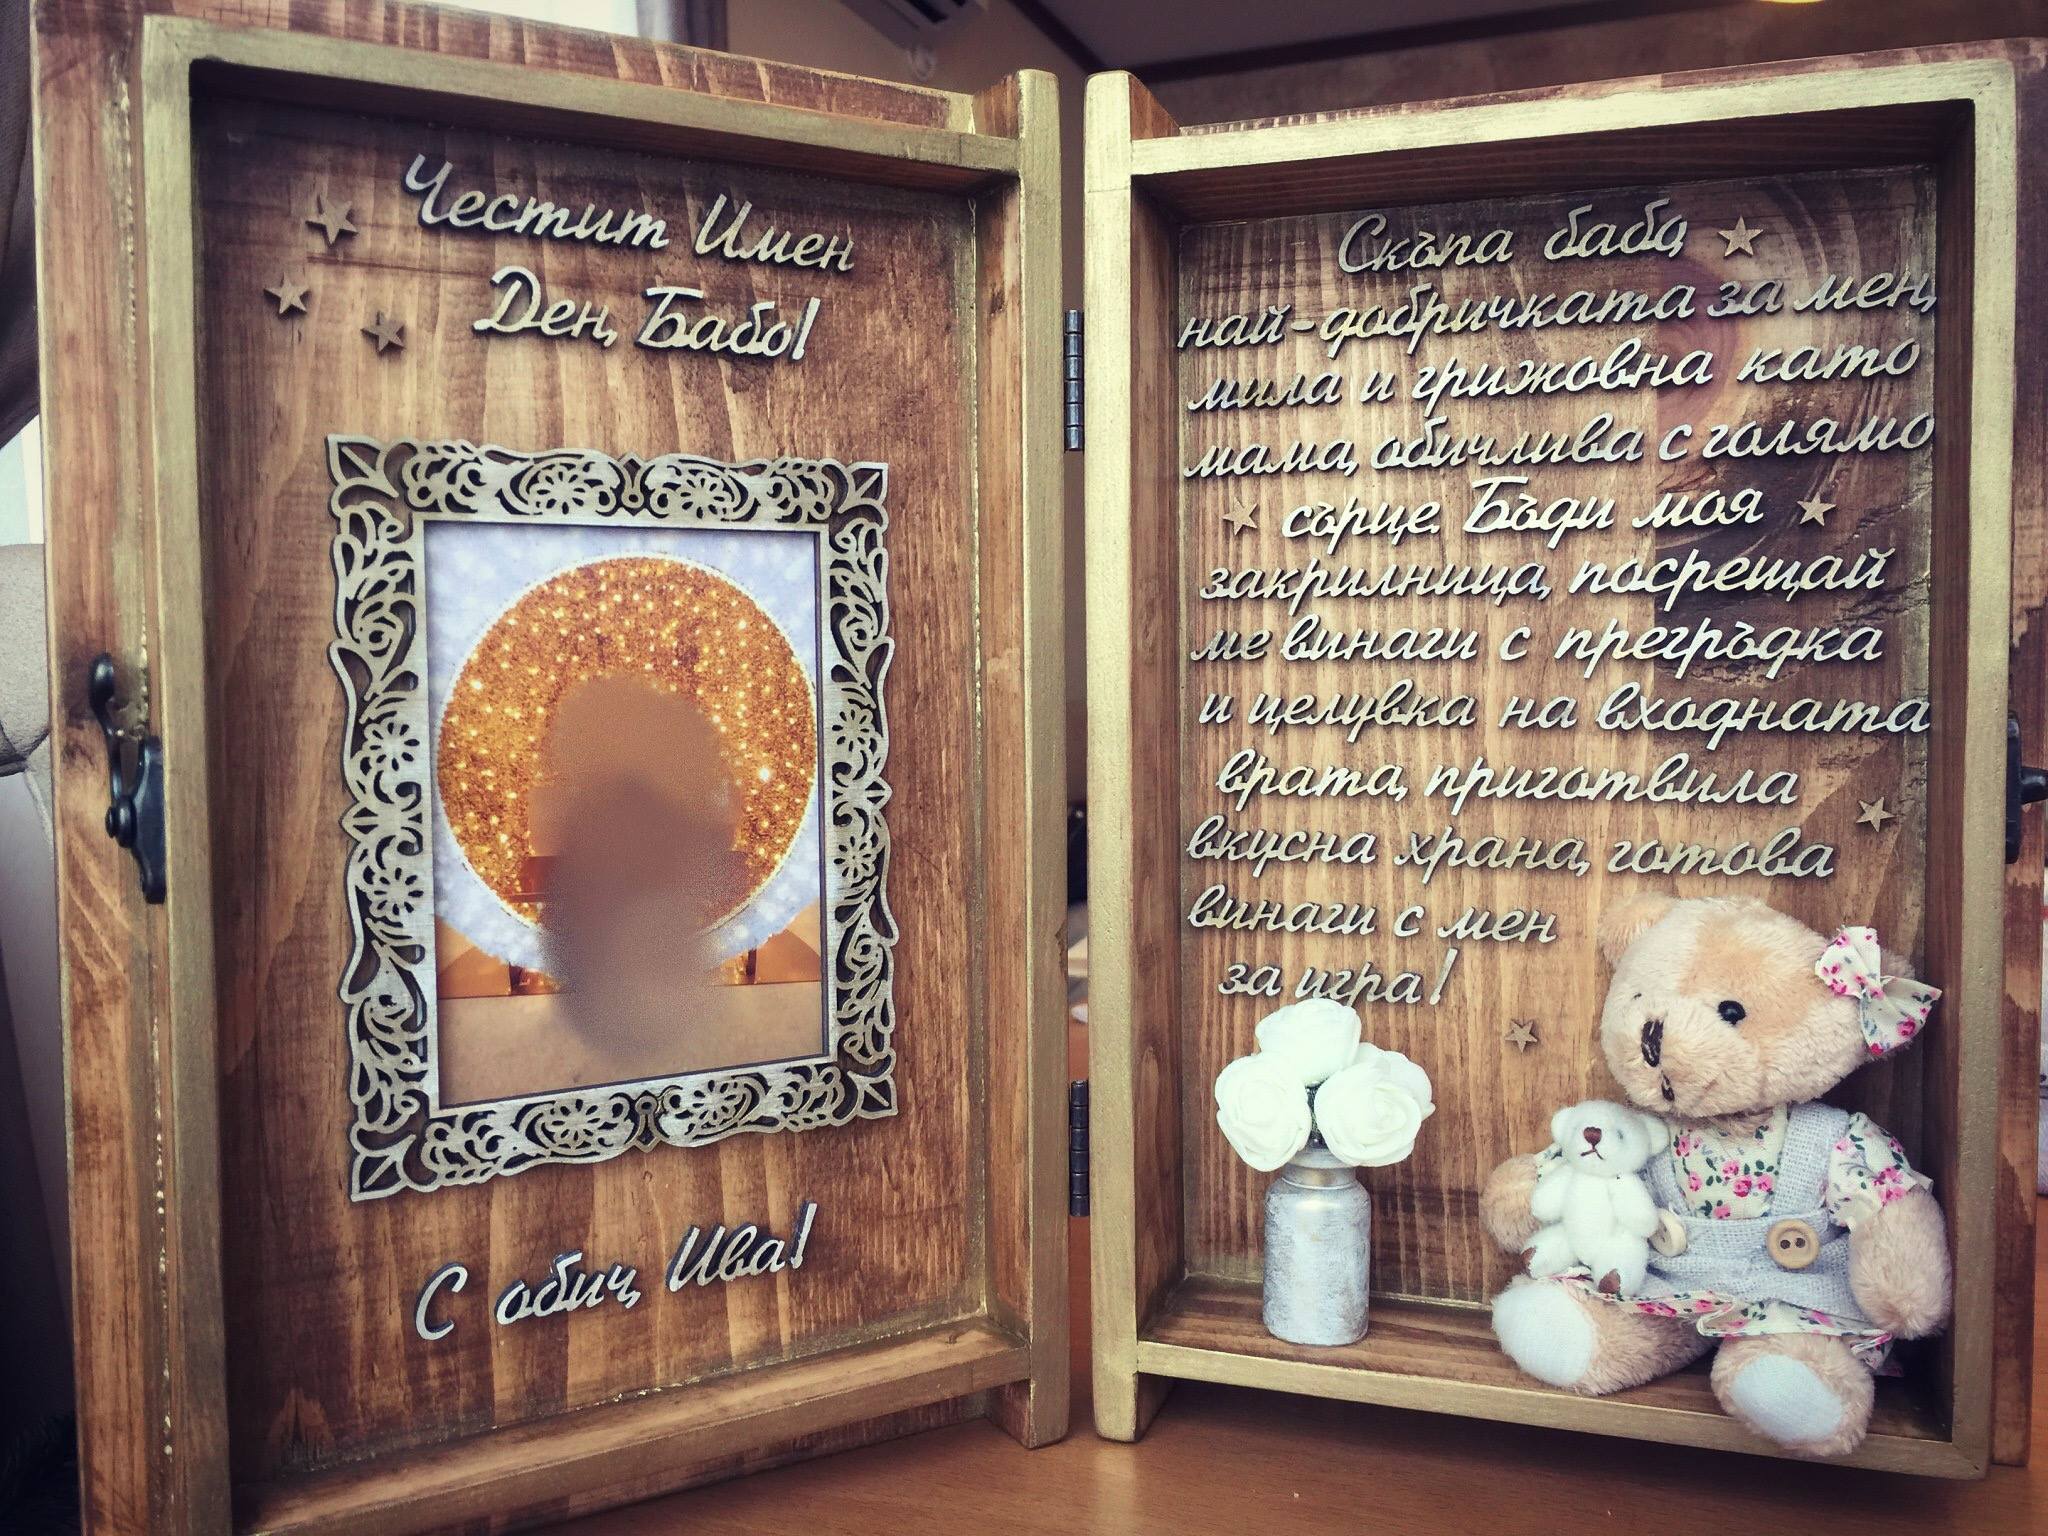 Честит Имен
Ден, Бабо!
С обич, Ива!
Скъпа бабо,
най-добричката за мен,
мила и грижовна като
мама, обичлива с голямо
сърце. Бъди моя
закрилница, посрещай
ме винаги с прегръдка
и целувка на входната
врата, приготвила
вкусна храна, готова
винаги с мен
за игра!